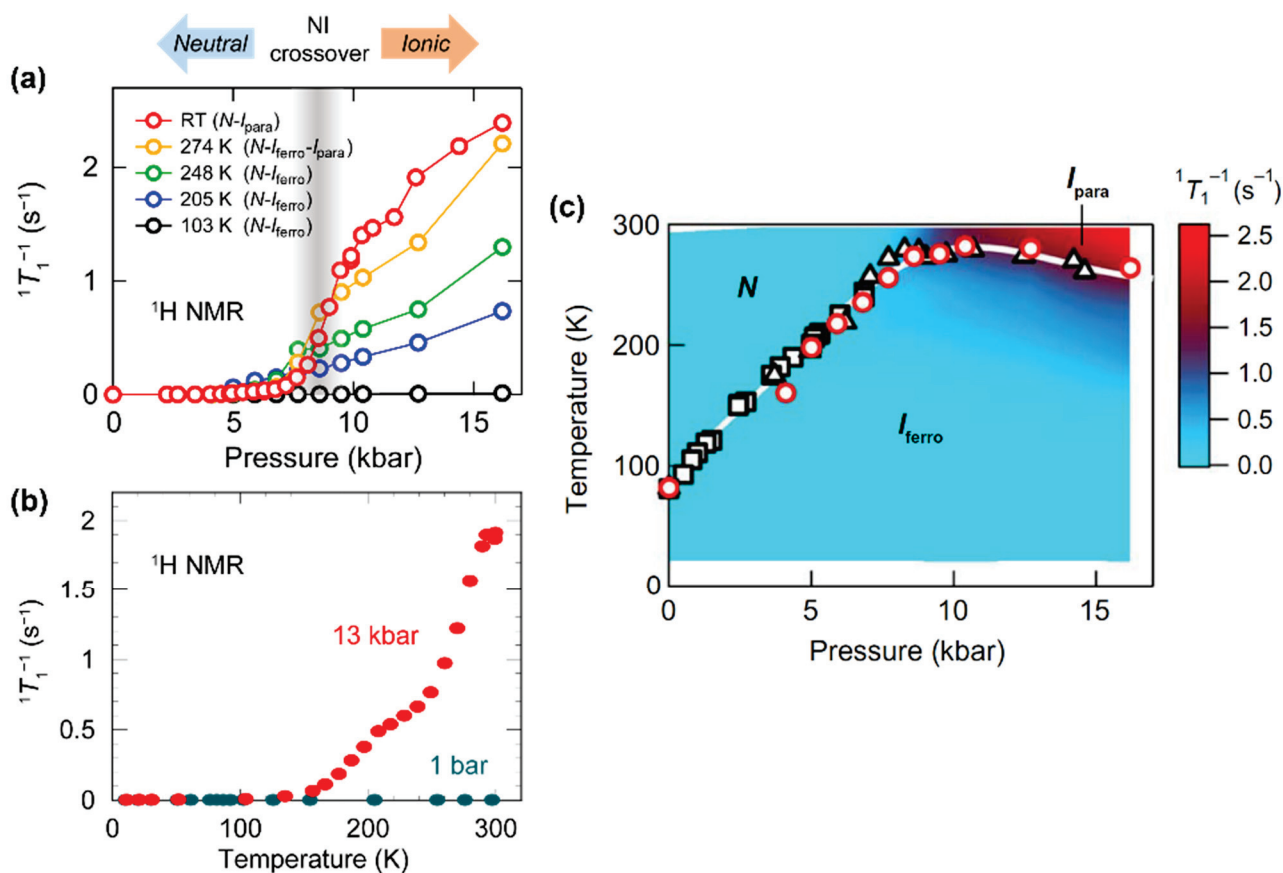 Neutral
NI
crossover
Ionic
(a)
¹T₁⁻¹ (s⁻¹)
2
1
0
RT (N-Ipara)
274 K (N-Iferro-Ipara)
248 K (N-Iferro)
205 K (N-Iferro)
103 K (N-Iferro)
¹H NMR
0 5 10 15
Pressure (kbar)
(b)
¹T₁⁻¹ (s⁻¹)
2
1.5
1
0.5
0
¹H NMR
13 kbar
1 bar
0 100 200 300
Temperature (K)
(c)
Temperature (K)
300
200
100
0
N
Ipara
Iferro
0 5 10 15
Pressure (kbar)
¹T₁⁻¹ (s⁻¹)
2.5
2.0
1.5
1.0
0.5
0.0